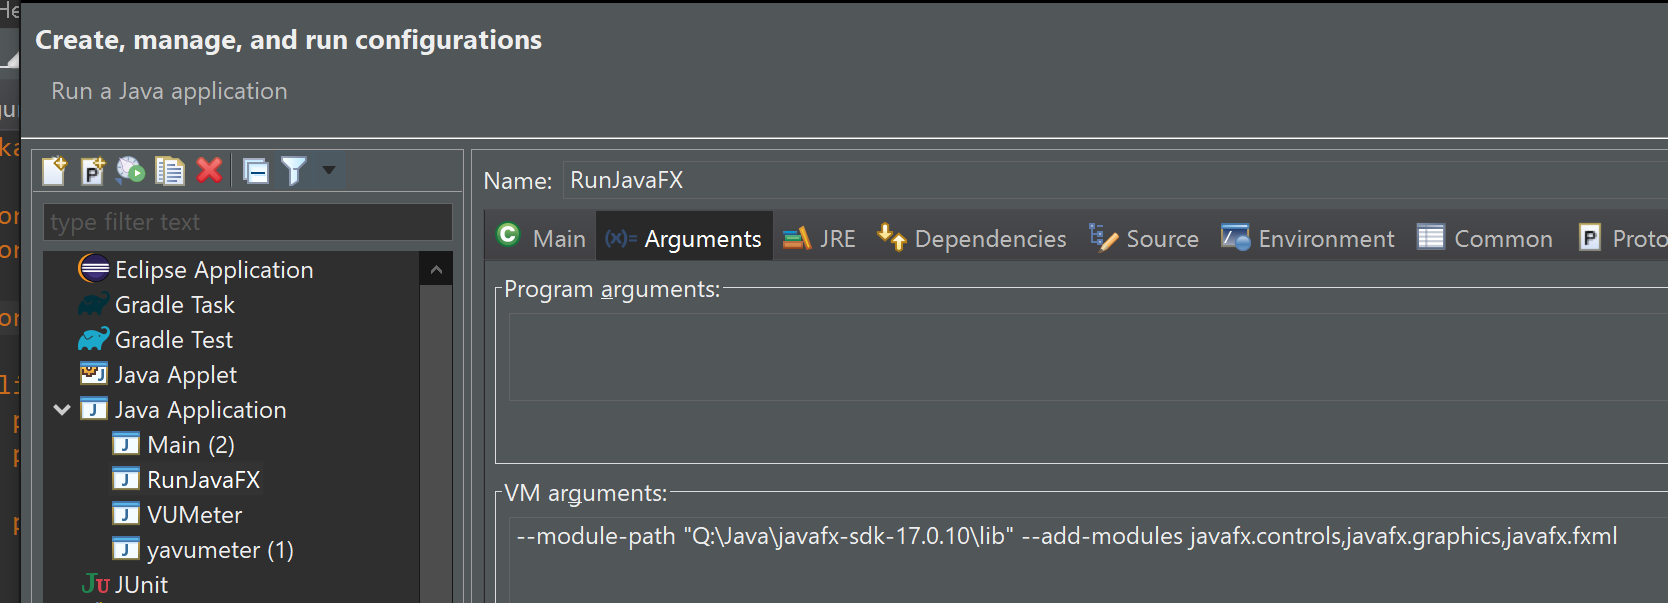 He
Create, manage, and run configurations
Run a Java application
type filter text
Eclipse Application
Gradle Task
Gradle Test
Java Applet
Java Application
Main (2)
RunJavaFX
VUMeter
yavumeter (1)
JUnit
Name: RunJavaFX
Main (x)= Arguments JRE Dependencies Source Environment Common Proto
Program arguments:
VM arguments:
--module-path "Q:\Java\javafx-sdk-17.0.10\lib" --add-modules javafx.controls,javafx.graphics,javafx.fxml